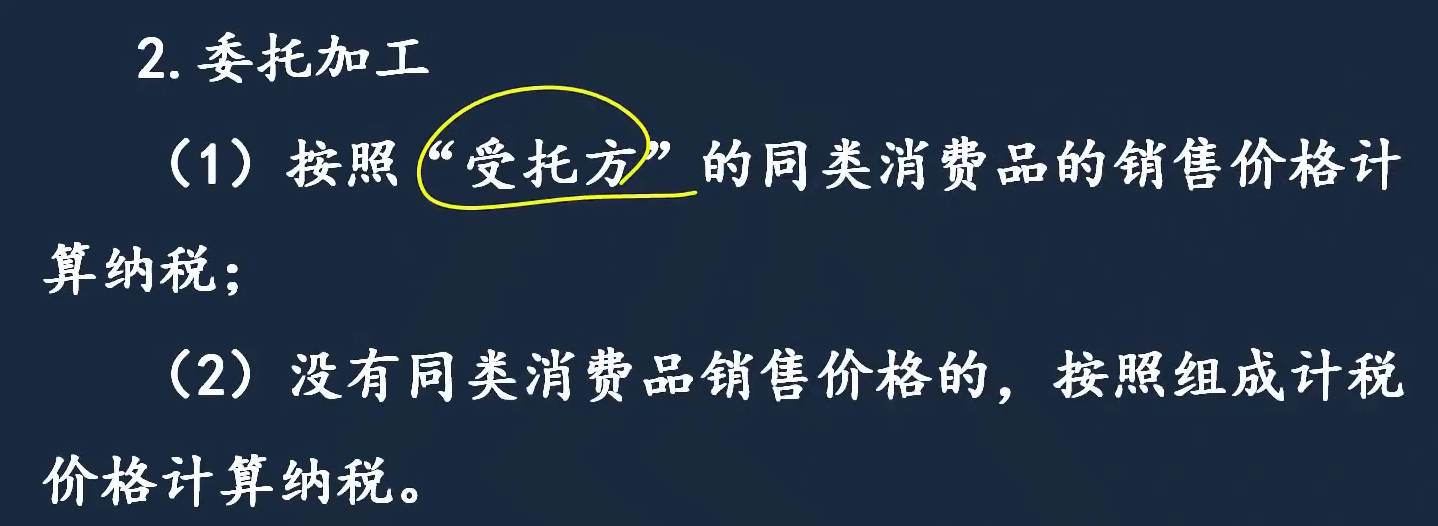 2.委托加工
（1）按照“受托方”的同类消费品的销售价格计
算纳税；
（2）没有同类消费品销售价格的，按照组成计税
价格计算纳税。